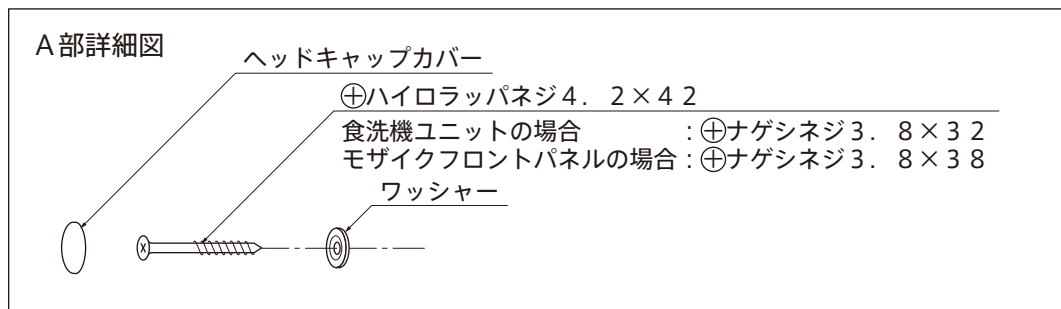 A部詳細図
ヘッドキャップカバー
⊕ハイロラッパネジ4.2×42
食洗機ユニットの場合:⊕ナゲシネジ3.8×32
モザイクフロントパネルの場合:⊕ナゲシネジ3.8×38
ワッシャー